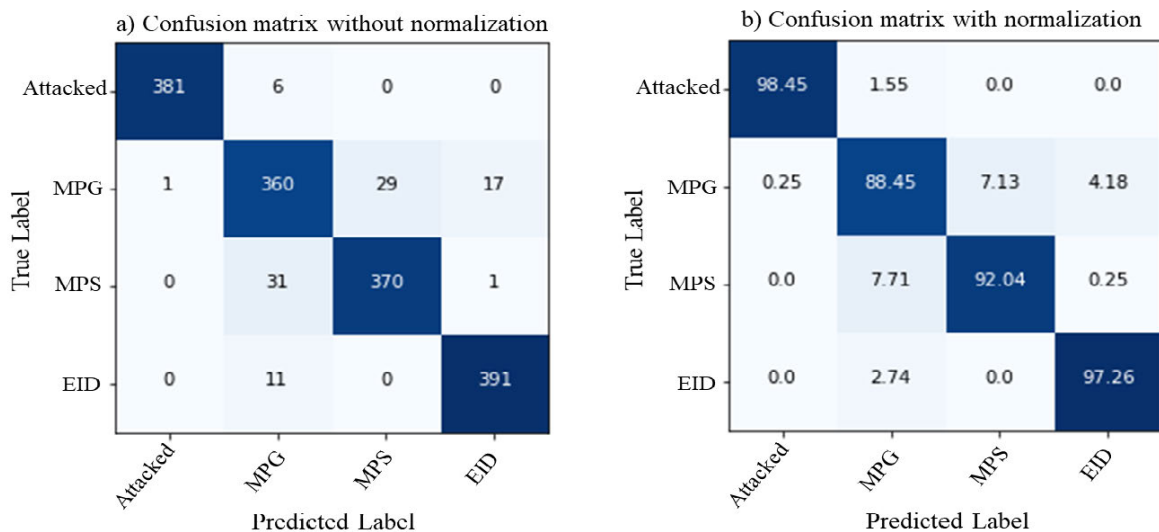 a) Confusion matrix without normalization
Attacked 381 6 0 0
MPG 1 360 29 17
MPS 0 31 370 1
EID 0 11 0 391
True Label
Attacked MPG MPS EID
Predicted Label
b) Confusion matrix with normalization
Attacked 98.45 1.55 0.0 0.0
MPG 0.25 88.45 7.13 4.18
MPS 0.0 7.71 92.04 0.25
EID 0.0 2.74 0.0 97.26
True Label
Attacked MPG MPS EID
Predicted Label